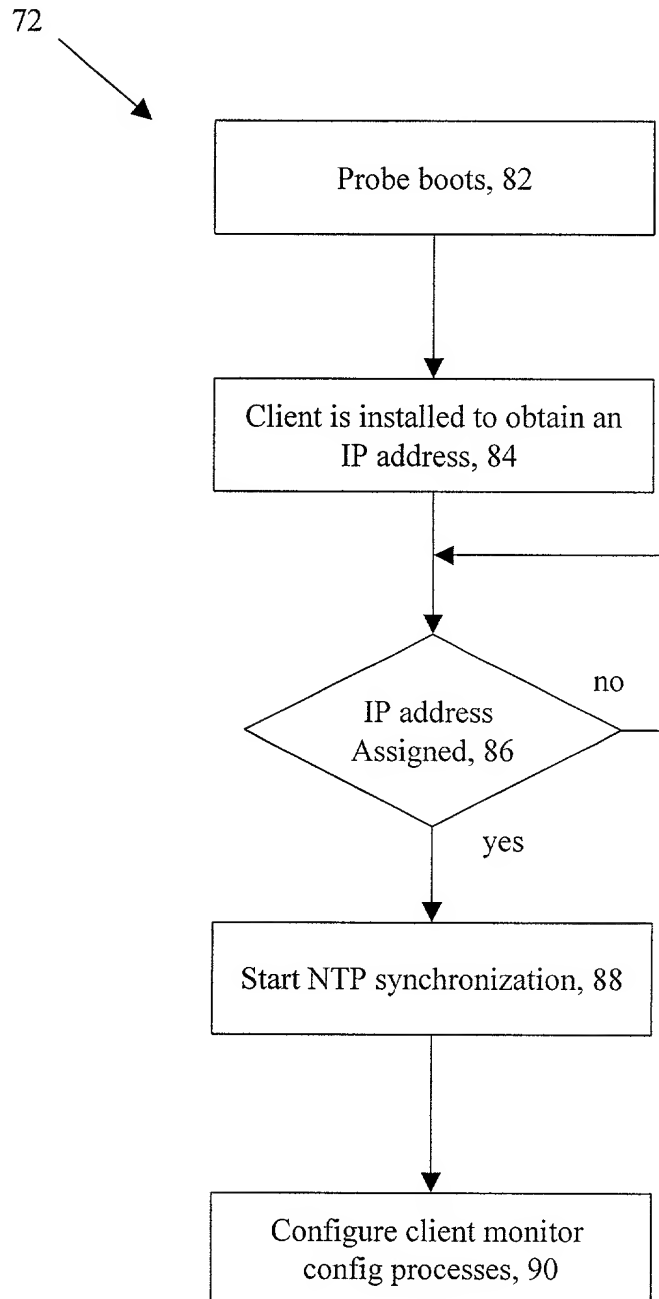 72
Probe boots, 82
Client is installed to obtain an
IP address, 84
no
IP address
Assigned, 86
yes
Start NTP synchronization, 88
Configure client monitor
config processes, 90